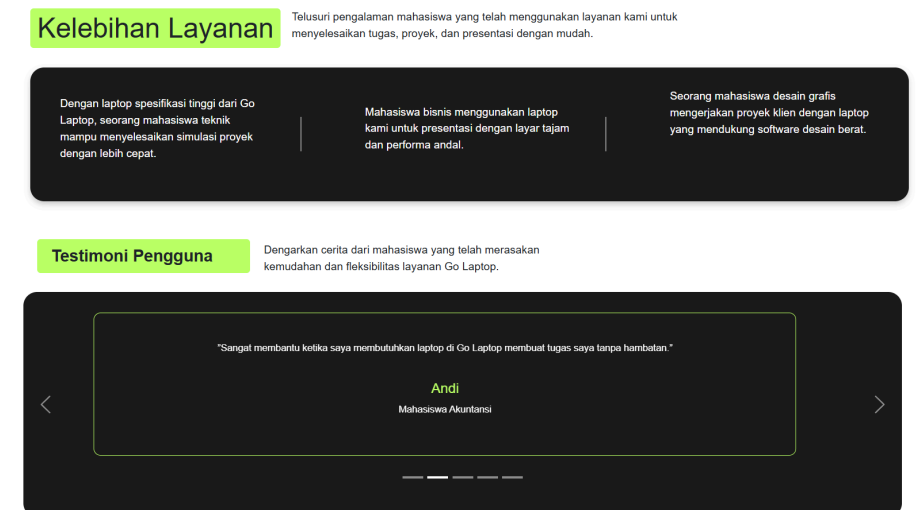 Kelebihan Layanan
Telusuri pengalaman mahasiswa yang telah menggunakan layanan kami untuk
menyelesaikan tugas, proyek, dan presentasi dengan mudah.
Dengan laptop spesifikasi tinggi dari Go
Laptop, seorang mahasiswa teknik
mampu menyelesaikan simulasi proyek
dengan lebih cepat.
Mahasiswa bisnis menggunakan laptop
kami untuk presentasi dengan layar tajam
dan performa andal.
Seorang mahasiswa desain grafis
mengerjakan proyek klien dengan laptop
yang mendukung software desain berat.
Testimoni Pengguna
Dengarkan cerita dari mahasiswa yang telah merasakan
kemudahan dan fleksibilitas layanan Go Laptop.
"Sangat membantu ketika saya membutuhkan laptop di Go Laptop membuat tugas saya tanpa hambatan."
Andi
Mahasiswa Akuntansi